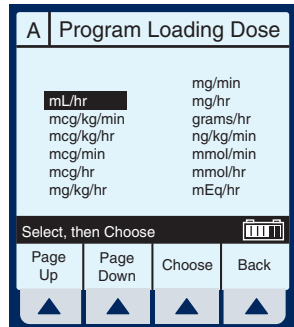 A Program Loading Dose
mL/hr
mcg/kg/min
mcg/kg/hr
mcg/min
mcg/hr
mg/kg/hr
mg/min
mg/hr
grams/hr
ng/kg/min
mmol/min
mmol/hr
mEq/hr
Select, then Choose
Page Up
Page Down
Choose
Back